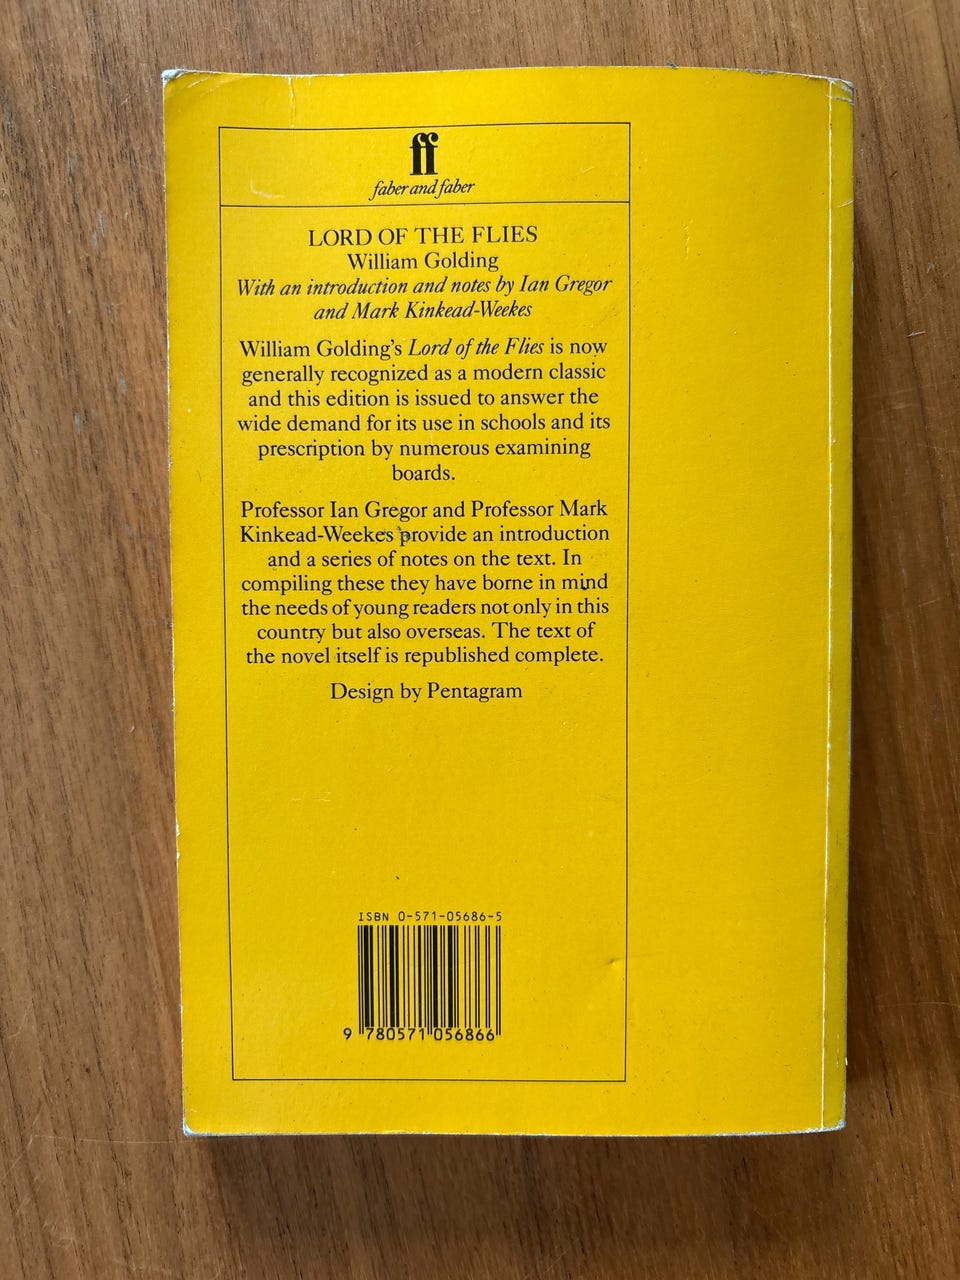 ff
faber and faber
LORD OF THE FLIES
William Golding
With an introduction and notes by Ian Gregor
and Mark Kinkead-Weekes
William Golding's Lord of the Flies is now
generally recognized as a modern classic
and this edition is issued to answer the
wide demand for its use in schools and its
prescription by numerous examining
boards.
Professor Ian Gregor and Professor Mark
Kinkead-Weekes provide an introduction
and a series of notes on the text. In
compiling these they have borne in mind
the needs of young readers not only in this
country but also overseas. The text of
the novel itself is republished complete.
Design by Pentagram
ISBN 0-571-05686-5
9 780571 056866